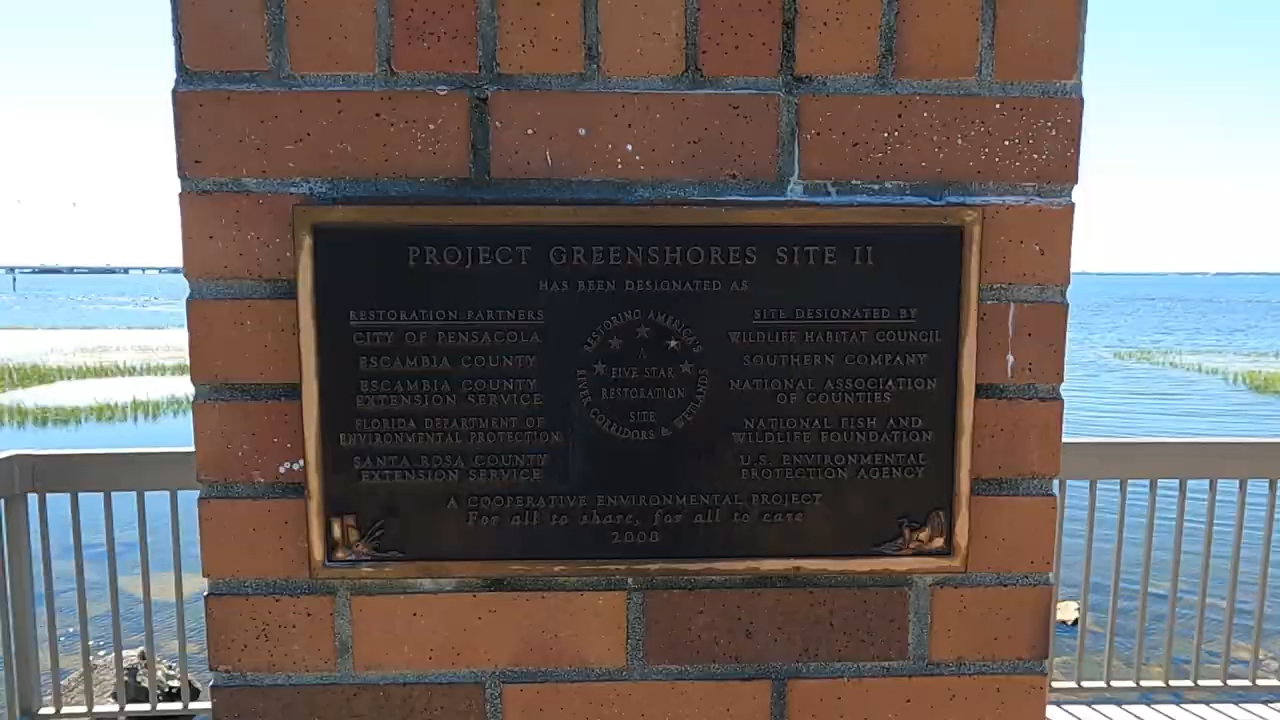 PROJECT GREENSHORES SITE II
HAS BEEN DESIGNATED AS
RESTORATION PARTNERS
CITY OF PENSACOLA
ESCAMBIA COUNTY
ESCAMBIA COUNTY
EXTENSION SERVICE
FLORIDA DEPARTMENT OF
ENVIRONMENTAL PROTECTION
SANTA ROSA COUNTY
EXTENSION SERVICE
RESTORING AMERICA'S
A
FIVE STAR
RESTORATION
SITE
RIVER CORRIDORS & WETLANDS
SITE DESIGNATED BY
WILDLIFE HABITAT COUNCIL
SOUTHERN COMPANY
NATIONAL ASSOCIATION
OF COUNTIES
NATIONAL FISH AND
WILDLIFE FOUNDATION
U.S. ENVIRONMENTAL
PROTECTION AGENCY
A COOPERATIVE ENVIRONMENTAL PROJECT
For all to share, for all to care
2008